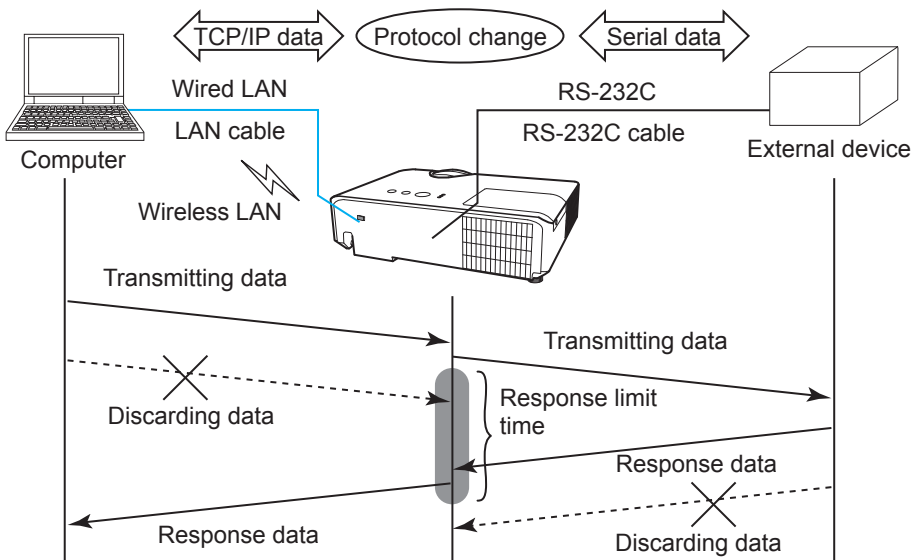 TCP/IP data
Protocol change
Serial data
Wired LAN
RS-232C
LAN cable
RS-232C cable
Computer
External device
Wireless LAN
Transmitting data
Transmitting data
Discarding data
Response limit
time
Response data
Response data
Discarding data